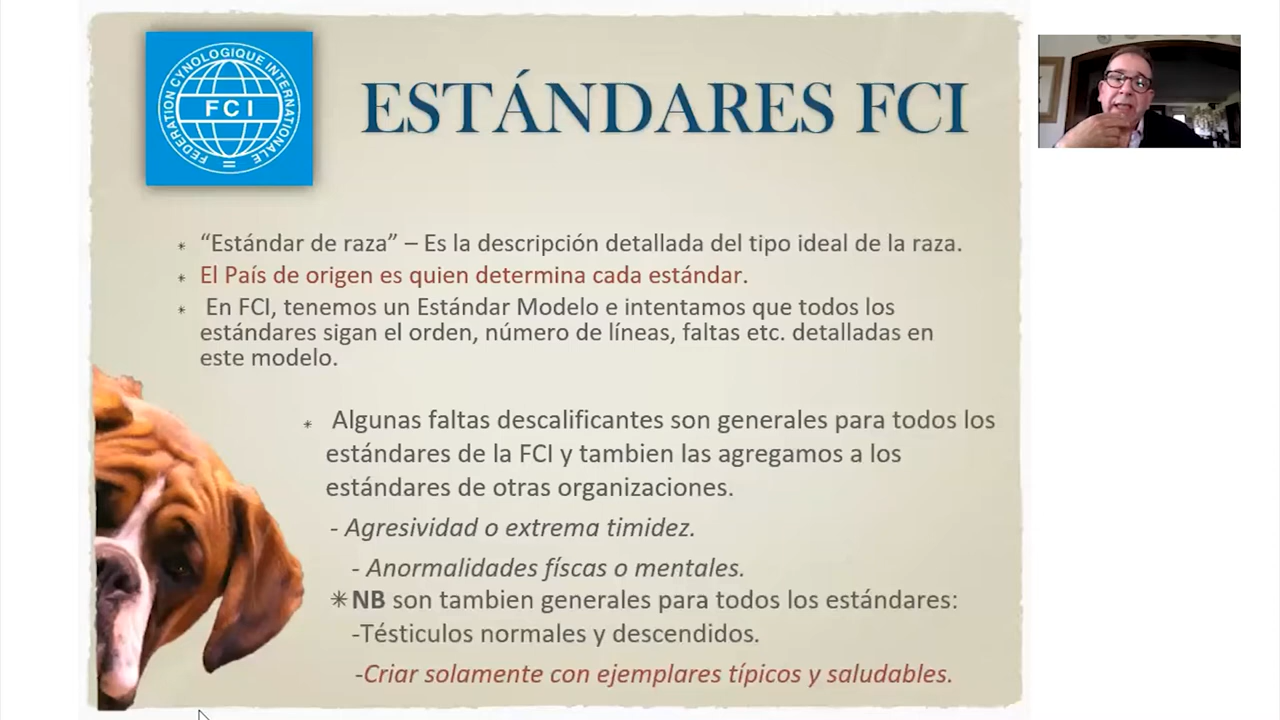 FEDERATION CYNOLOGIQUE INTERNATIONALE
FCI
ESTÁNDARES FCI
* “Estándar de raza” – Es la descripción detallada del tipo ideal de la raza.
* El País de origen es quien determina cada estándar.
* En FCI, tenemos un Estándar Modelo e intentamos que todos los
estándares sigan el orden, número de líneas, faltas etc. detalladas en
este modelo.
* Algunas faltas descalificantes son generales para todos los
estándares de la FCI y tambien las agregamos a los
estándares de otras organizaciones.
- Agresividad o extrema timidez.
- Anormalidades físcas o mentales.
* NB son tambien generales para todos los estándares:
-Tésticulos normales y descendidos.
-Criar solamente con ejemplares típicos y saludables.